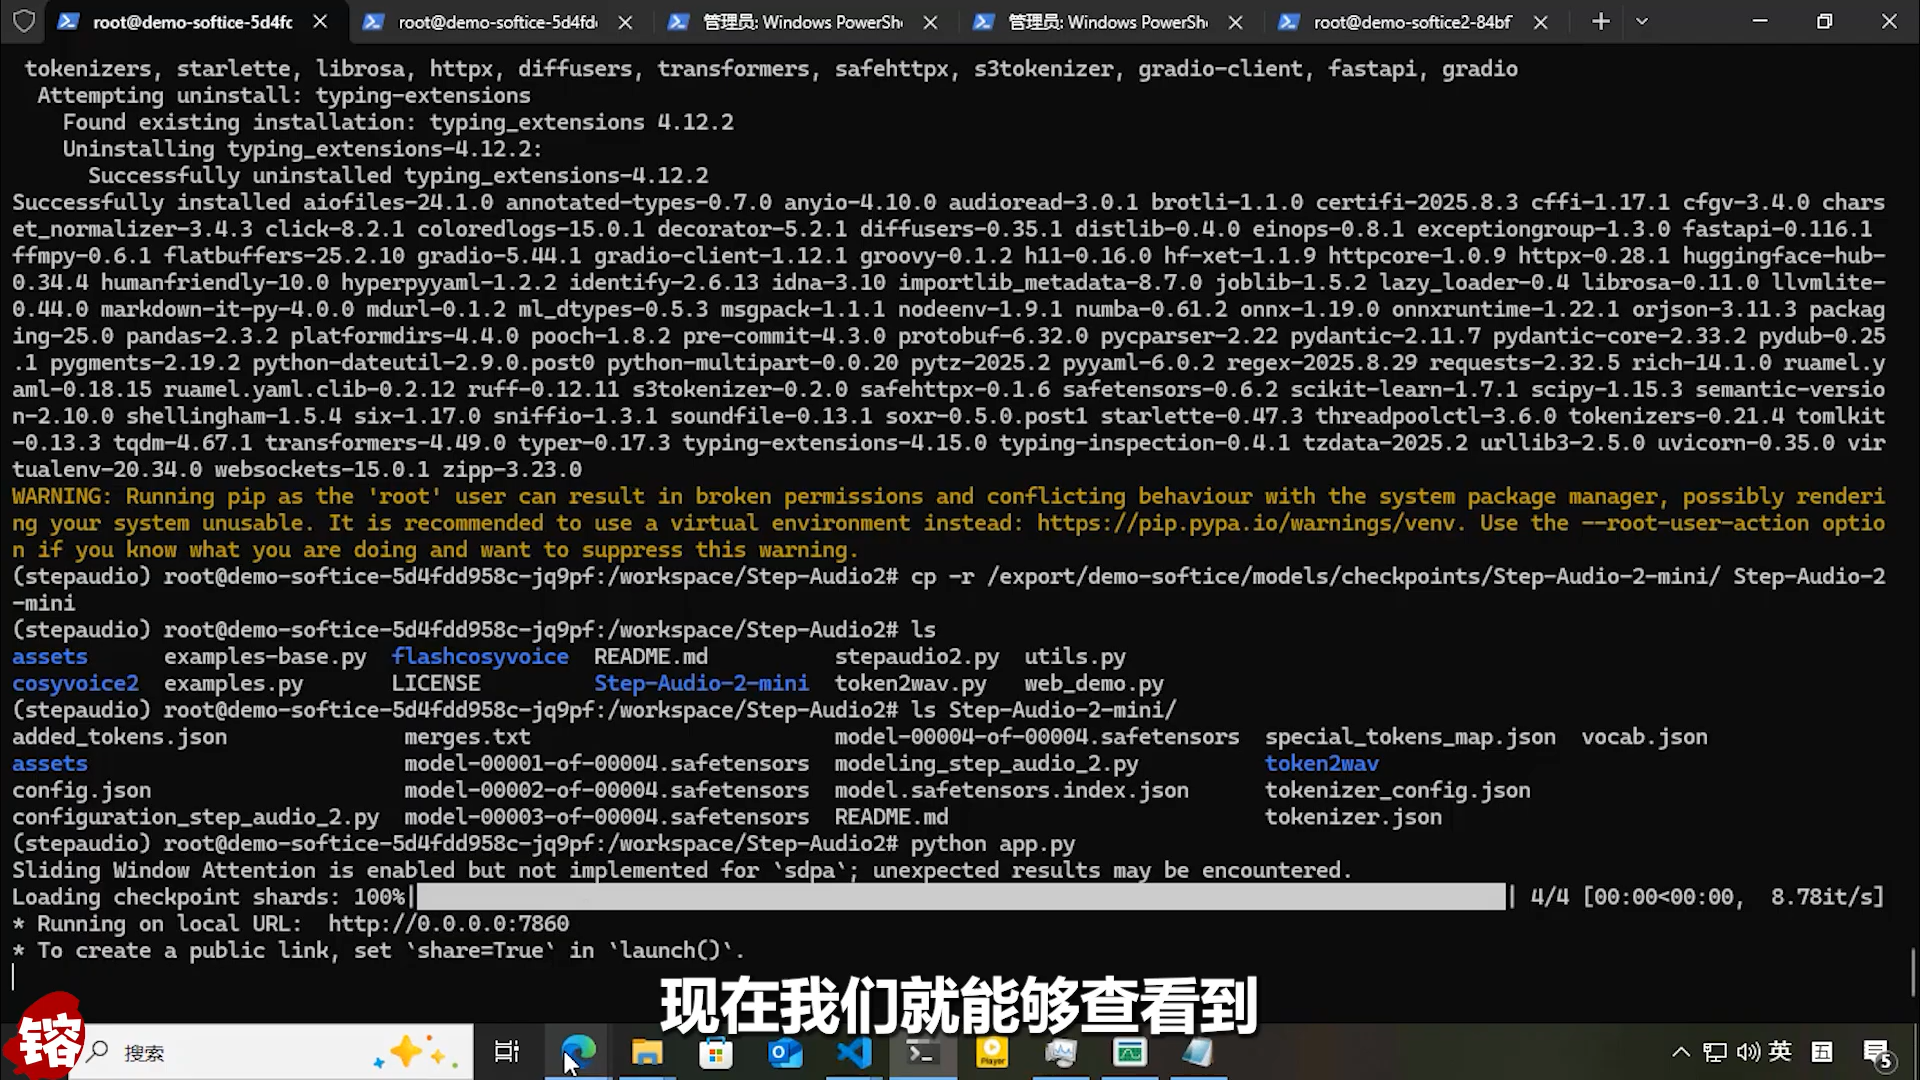 root@demo-softice-5d4fc
root@demo-softice-5d4fd
管理员: Windows PowerShe
管理员: Windows PowerShe
root@demo-softice2-84bf
tokenizers, starlette, librosa, httpx, diffusers, transformers, safehttpx, s3tokenizer, gradio-client, fastapi, gradio
Attempting uninstall: typing-extensions
Found existing installation: typing_extensions 4.12.2
Uninstalling typing_extensions-4.12.2:
Successfully uninstalled typing_extensions-4.12.2
Successfully installed aiofiles-24.1.0 annotated-types-0.7.0 anyio-4.10.0 audioread-3.0.1 brotli-1.1.0 certifi-2025.8.3 cffi-1.17.1 cfgv-3.4.0 chars
et_normalizer-3.4.3 click-8.2.1 coloredlogs-15.0.1 decorator-5.2.1 diffusers-0.35.1 distlib-0.4.0 einops-0.8.1 exceptiongroup-1.3.0 fastapi-0.116.1
ffmpy-0.6.1 flatbuffers-25.2.10 gradio-5.44.1 gradio-client-1.12.1 groovy-0.1.2 h11-0.16.0 hf-xet-1.1.9 httpcore-1.0.9 httpx-0.28.1 huggingface-hub-
0.34.4 humanfriendly-10.0 hyperpyyaml-1.2.2 identify-2.6.13 idna-3.10 importlib_metadata-8.7.0 joblib-1.5.2 lazy_loader-0.4 librosa-0.11.0 llvmlite-
0.44.0 markdown-it-py-4.0.0 mdurl-0.1.2 ml_dtypes-0.5.3 msgpack-1.1.1 nodeenv-1.9.1 numba-0.61.2 onnx-1.19.0 onnxruntime-1.22.1 orjson-3.11.3 packag
ing-25.0 pandas-2.3.2 platformdirs-4.4.0 pooch-1.8.2 pre-commit-4.3.0 protobuf-6.32.0 pycparser-2.22 pydantic-2.11.7 pydantic-core-2.33.2 pydub-0.25
.1 pygments-2.19.2 python-dateutil-2.9.0.post0 python-multipart-0.0.20 pytz-2025.2 pyyaml-6.0.2 regex-2025.8.29 requests-2.32.5 rich-14.1.0 ruamel.y
aml-0.18.15 ruamel.yaml.clib-0.2.12 ruff-0.12.11 s3tokenizer-0.2.0 safehttpx-0.1.6 safetensors-0.6.2 scikit-learn-1.7.1 scipy-1.15.3 semantic-versio
n-2.10.0 shellingham-1.5.4 six-1.17.0 sniffio-1.3.1 soundfile-0.13.1 soxr-0.5.0.post1 starlette-0.47.3 threadpoolctl-3.6.0 tokenizers-0.21.4 tomlkit
-0.13.3 tqdm-4.67.1 transformers-4.49.0 typer-0.17.3 typing-extensions-4.15.0 typing-inspection-0.4.1 tzdata-2025.2 urllib3-2.5.0 uvicorn-0.35.0 vir
tualenv-20.34.0 websockets-15.0.1 zipp-3.23.0
WARNING: Running pip as the 'root' user can result in broken permissions and conflicting behaviour with the system package manager, possibly renderi
ng your system unusable. It is recommended to use a virtual environment instead: https://pip.pypa.io/warnings/venv. Use the --root-user-action optio
n if you know what you are doing and want to suppress this warning.
(stepaudio) root@demo-softice-5d4fdd958c-jq9pf:/workspace/Step-Audio2# cp -r /export/demo-softice/models/checkpoints/Step-Audio-2-mini/ Step-Audio-2
-mini
(stepaudio) root@demo-softice-5d4fdd958c-jq9pf:/workspace/Step-Audio2# ls
assets examples-base.py flashcosyvoice README.md stepaudio2.py utils.py
cosyvoice2 examples.py LICENSE Step-Audio-2-mini token2wav.py web_demo.py
(stepaudio) root@demo-softice-5d4fdd958c-jq9pf:/workspace/Step-Audio2# ls Step-Audio-2-mini/
added_tokens.json merges.txt model-00004-of-00004.safetensors special_tokens_map.json vocab.json
assets model-00001-of-00004.safetensors modeling_step_audio_2.py token2wav
config.json model-00002-of-00004.safetensors model.safetensors.index.json tokenizer_config.json
configuration_step_audio_2.py model-00003-of-00004.safetensors README.md tokenizer.json
(stepaudio) root@demo-softice-5d4fdd958c-jq9pf:/workspace/Step-Audio2# python app.py
Sliding Window Attention is enabled but not implemented for `sdpa`; unexpected results may be encountered.
Loading checkpoint shards: 100%| | 4/4 [00:00<00:00, 8.78it/s]
* Running on local URL: http://0.0.0.0:7860
* To create a public link, set `share=True` in `launch()`.
现在我们就能够查看到
镕
搜索
Player
英
五
5